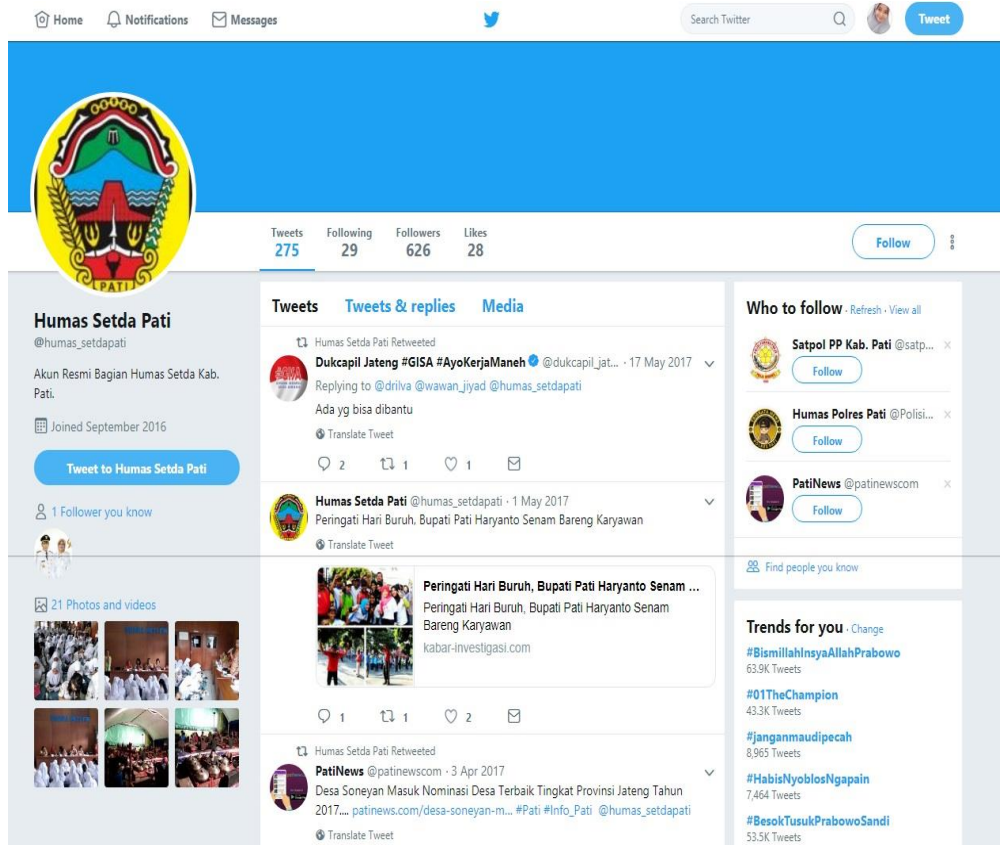 Home Notifications Messages Search Twitter Tweet
PATI
Tweets Following Followers Likes
275 29 626 28
Follow
Humas Setda Pati
@humas_setdapati
Akun Resmi Bagian Humas Setda Kab.
Pati.
Joined September 2016
Tweet to Humas Setda Pati
1 Follower you know
21 Photos and videos
Tweets Tweets & replies Media
Humas Setda Pati Retweeted
Dukcapil Jateng #GISA #AyoKerjaManeh @dukcapil_jat... · 17 May 2017
Replying to @drilva @wawan_jiyad @humas_setdapati
Ada yg bisa dibantu
Translate Tweet
2 1 1
Humas Setda Pati @humas_setdapati · 1 May 2017
Peringati Hari Buruh, Bupati Pati Haryanto Senam Bareng Karyawan
Translate Tweet
Peringati Hari Buruh, Bupati Pati Haryanto Senam ...
Peringati Hari Buruh, Bupati Pati Haryanto Senam
Bareng Karyawan
kabar-investigasi.com
1 1 2
Humas Setda Pati Retweeted
PatiNews @patinewscom · 3 Apr 2017
Desa Soneyan Masuk Nominasi Desa Terbaik Tingkat Provinsi Jateng Tahun
2017.... patinews.com/desa-soneyan-m... #Pati #Info_Pati @humas_setdapati
Translate Tweet
Who to follow · Refresh · View all
Satpol PP Kab. Pati @satp...
Follow
Humas Polres Pati @Polisi...
Follow
PatiNews @patinewscom
Follow
Find people you know
Trends for you · Change
#BismillahInsyaAllahPrabowo
63.9K Tweets
#01TheChampion
43.3K Tweets
#janganmaudipecah
8,965 Tweets
#HabisNyoblosNgapain
7,464 Tweets
#BesokTusukPrabowoSandi
53.5K Tweets